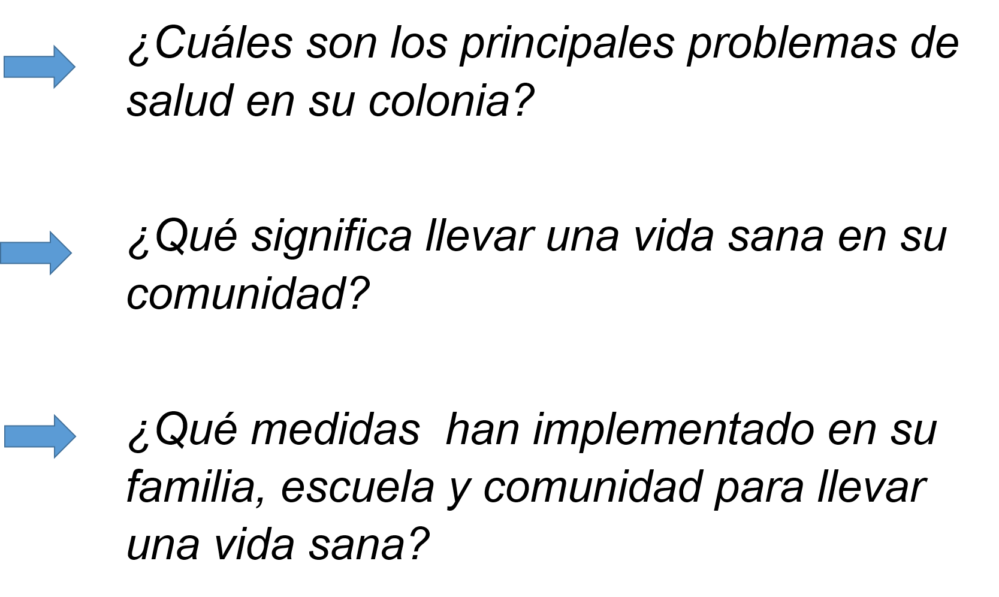 ¿Cuáles son los principales problemas de
salud en su colonia?
¿Qué significa llevar una vida sana en su
comunidad?
¿Qué medidas  han implementado en su
familia, escuela y comunidad para llevar
una vida sana?